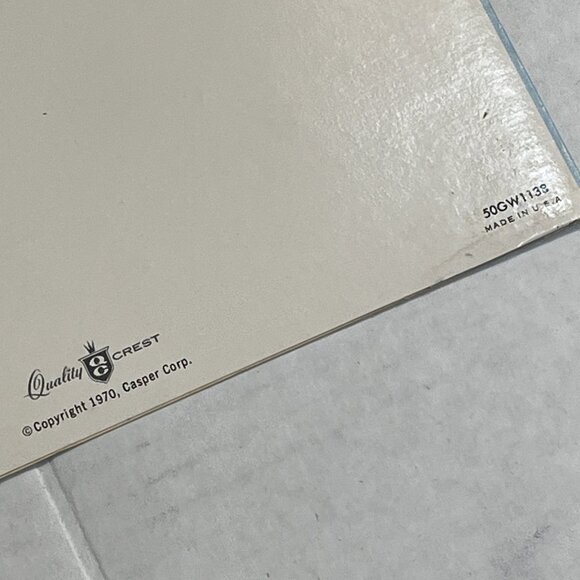 50GW1138
MADE IN U.S.A
Quality QC CREST
©Copyright 1970, Casper Corp.